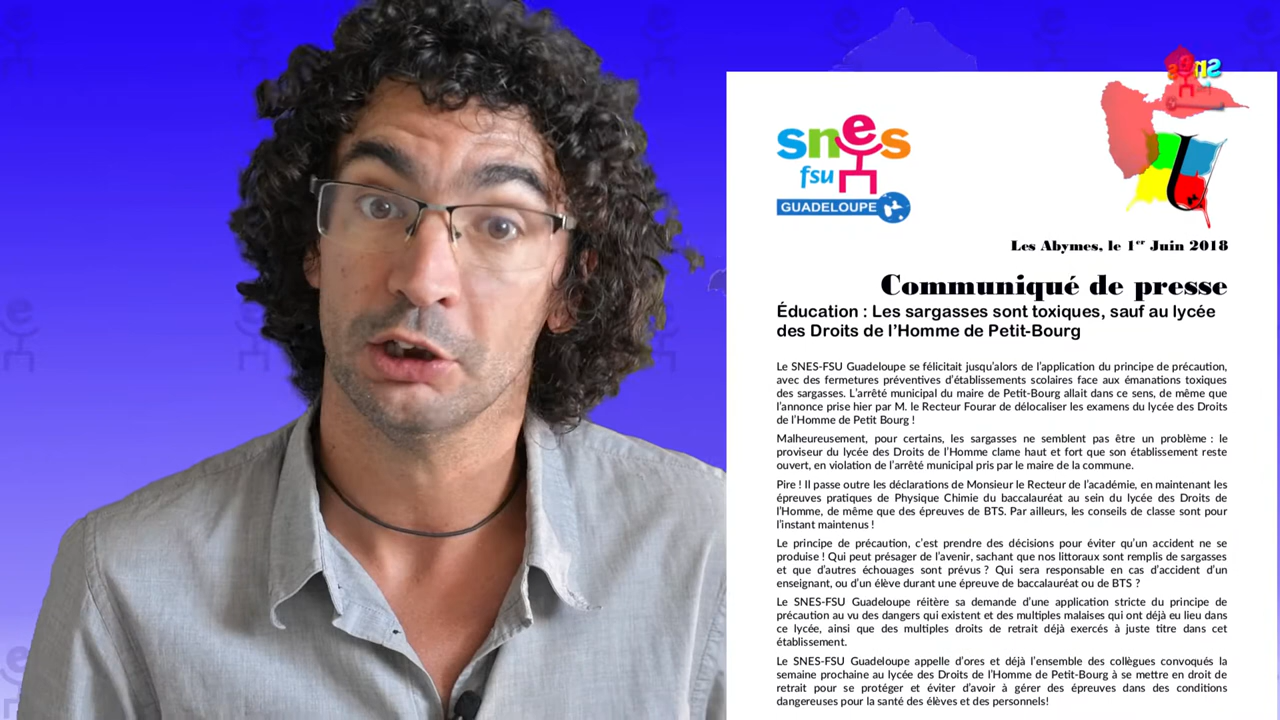 snes
snes
fsu
GUADELOUPE
Les Abymes, le 1er Juin 2018
Communiqué de presse
Éducation : Les sargasses sont toxiques, sauf au lycée
des Droits de l’Homme de Petit-Bourg
Le SNES-FSU Guadeloupe se félicitait jusqu’alors de l’application du principe de précaution,
avec des fermetures préventives d’établissements scolaires face aux émanations toxiques
des sargasses. L’arrêté municipal du maire de Petit-Bourg allait dans ce sens, de même que
l’annonce prise hier par M. le Recteur Fourar de délocaliser les examens du lycée des Droits
de l’Homme de Petit Bourg !
Malheureusement, pour certains, les sargasses ne semblent pas être un problème : le
proviseur du lycée des Droits de l’Homme clame haut et fort que son établissement reste
ouvert, en violation de l’arrêté municipal pris par le maire de la commune.
Pire ! Il passe outre les déclarations de Monsieur le Recteur de l’académie, en maintenant les
épreuves pratiques de Physique Chimie du baccalauréat au sein du lycée des Droits de
l’Homme, de même que des épreuves de BTS. Par ailleurs, les conseils de classe sont pour
l’instant maintenus !
Le principe de précaution, c’est prendre des décisions pour éviter qu’un accident ne se
produise ! Qui peut présager de l’avenir, sachant que nos littoraux sont remplis de sargasses
et que d’autres échouages sont prévus ? Qui sera responsable en cas d’accident d’un
enseignant, ou d’un élève durant une épreuve de baccalauréat ou de BTS ?
Le SNES-FSU Guadeloupe réitère sa demande d’une application stricte du principe de
précaution au vu des dangers qui existent et des multiples malaises qui ont déjà eu lieu dans
ce lycée, ainsi que des multiples droits de retrait déjà exercés à juste titre dans cet
établissement.
Le SNES-FSU Guadeloupe appelle d’ores et déjà l’ensemble des collègues convoqués la
semaine prochaine au lycée des Droits de l’Homme de Petit-Bourg à se mettre en droit de
retrait pour se protéger et éviter d’avoir à gérer des épreuves dans des conditions
dangereuses pour la santé des élèves et des personnels!